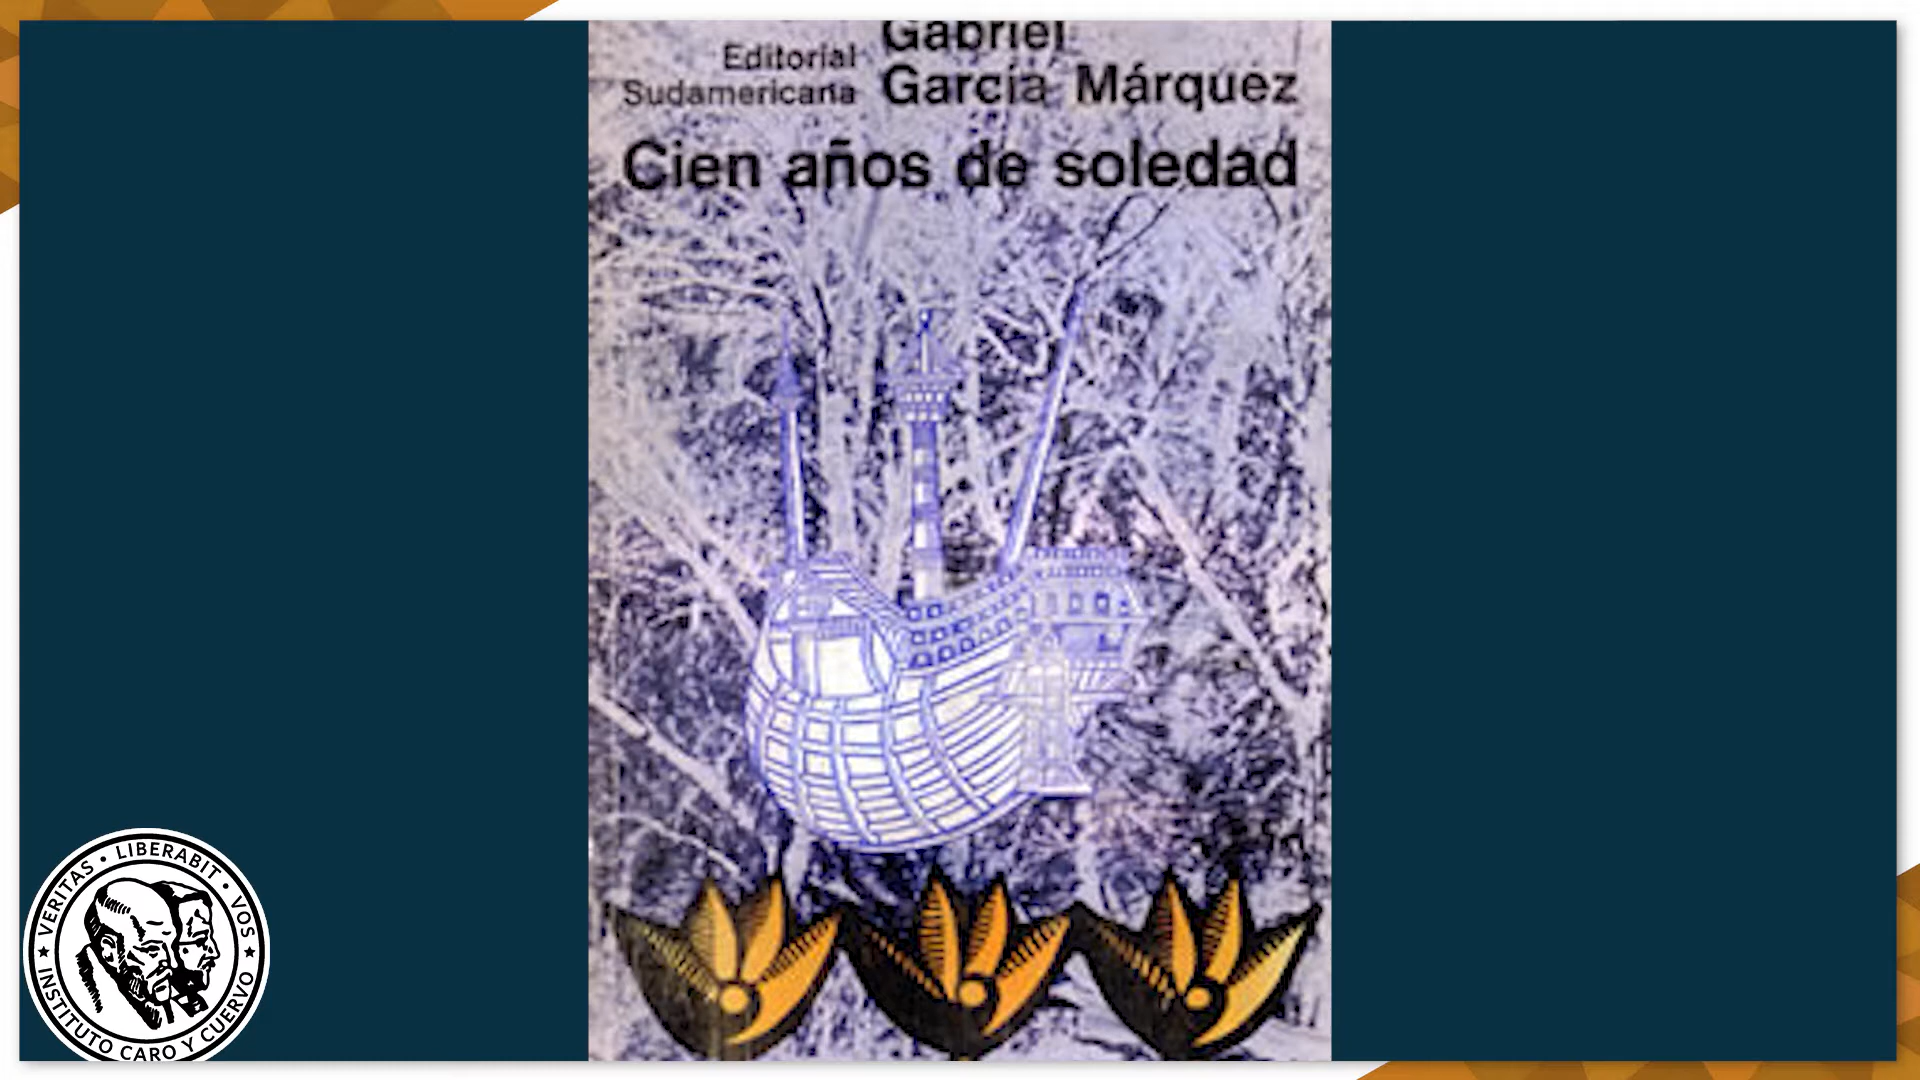 Gabriel
Editorial
Sudamericana García Márquez
Cien años de soledad
VERITAS • LIBERABIT • VOS
INSTITUTO CARO Y CUERVO